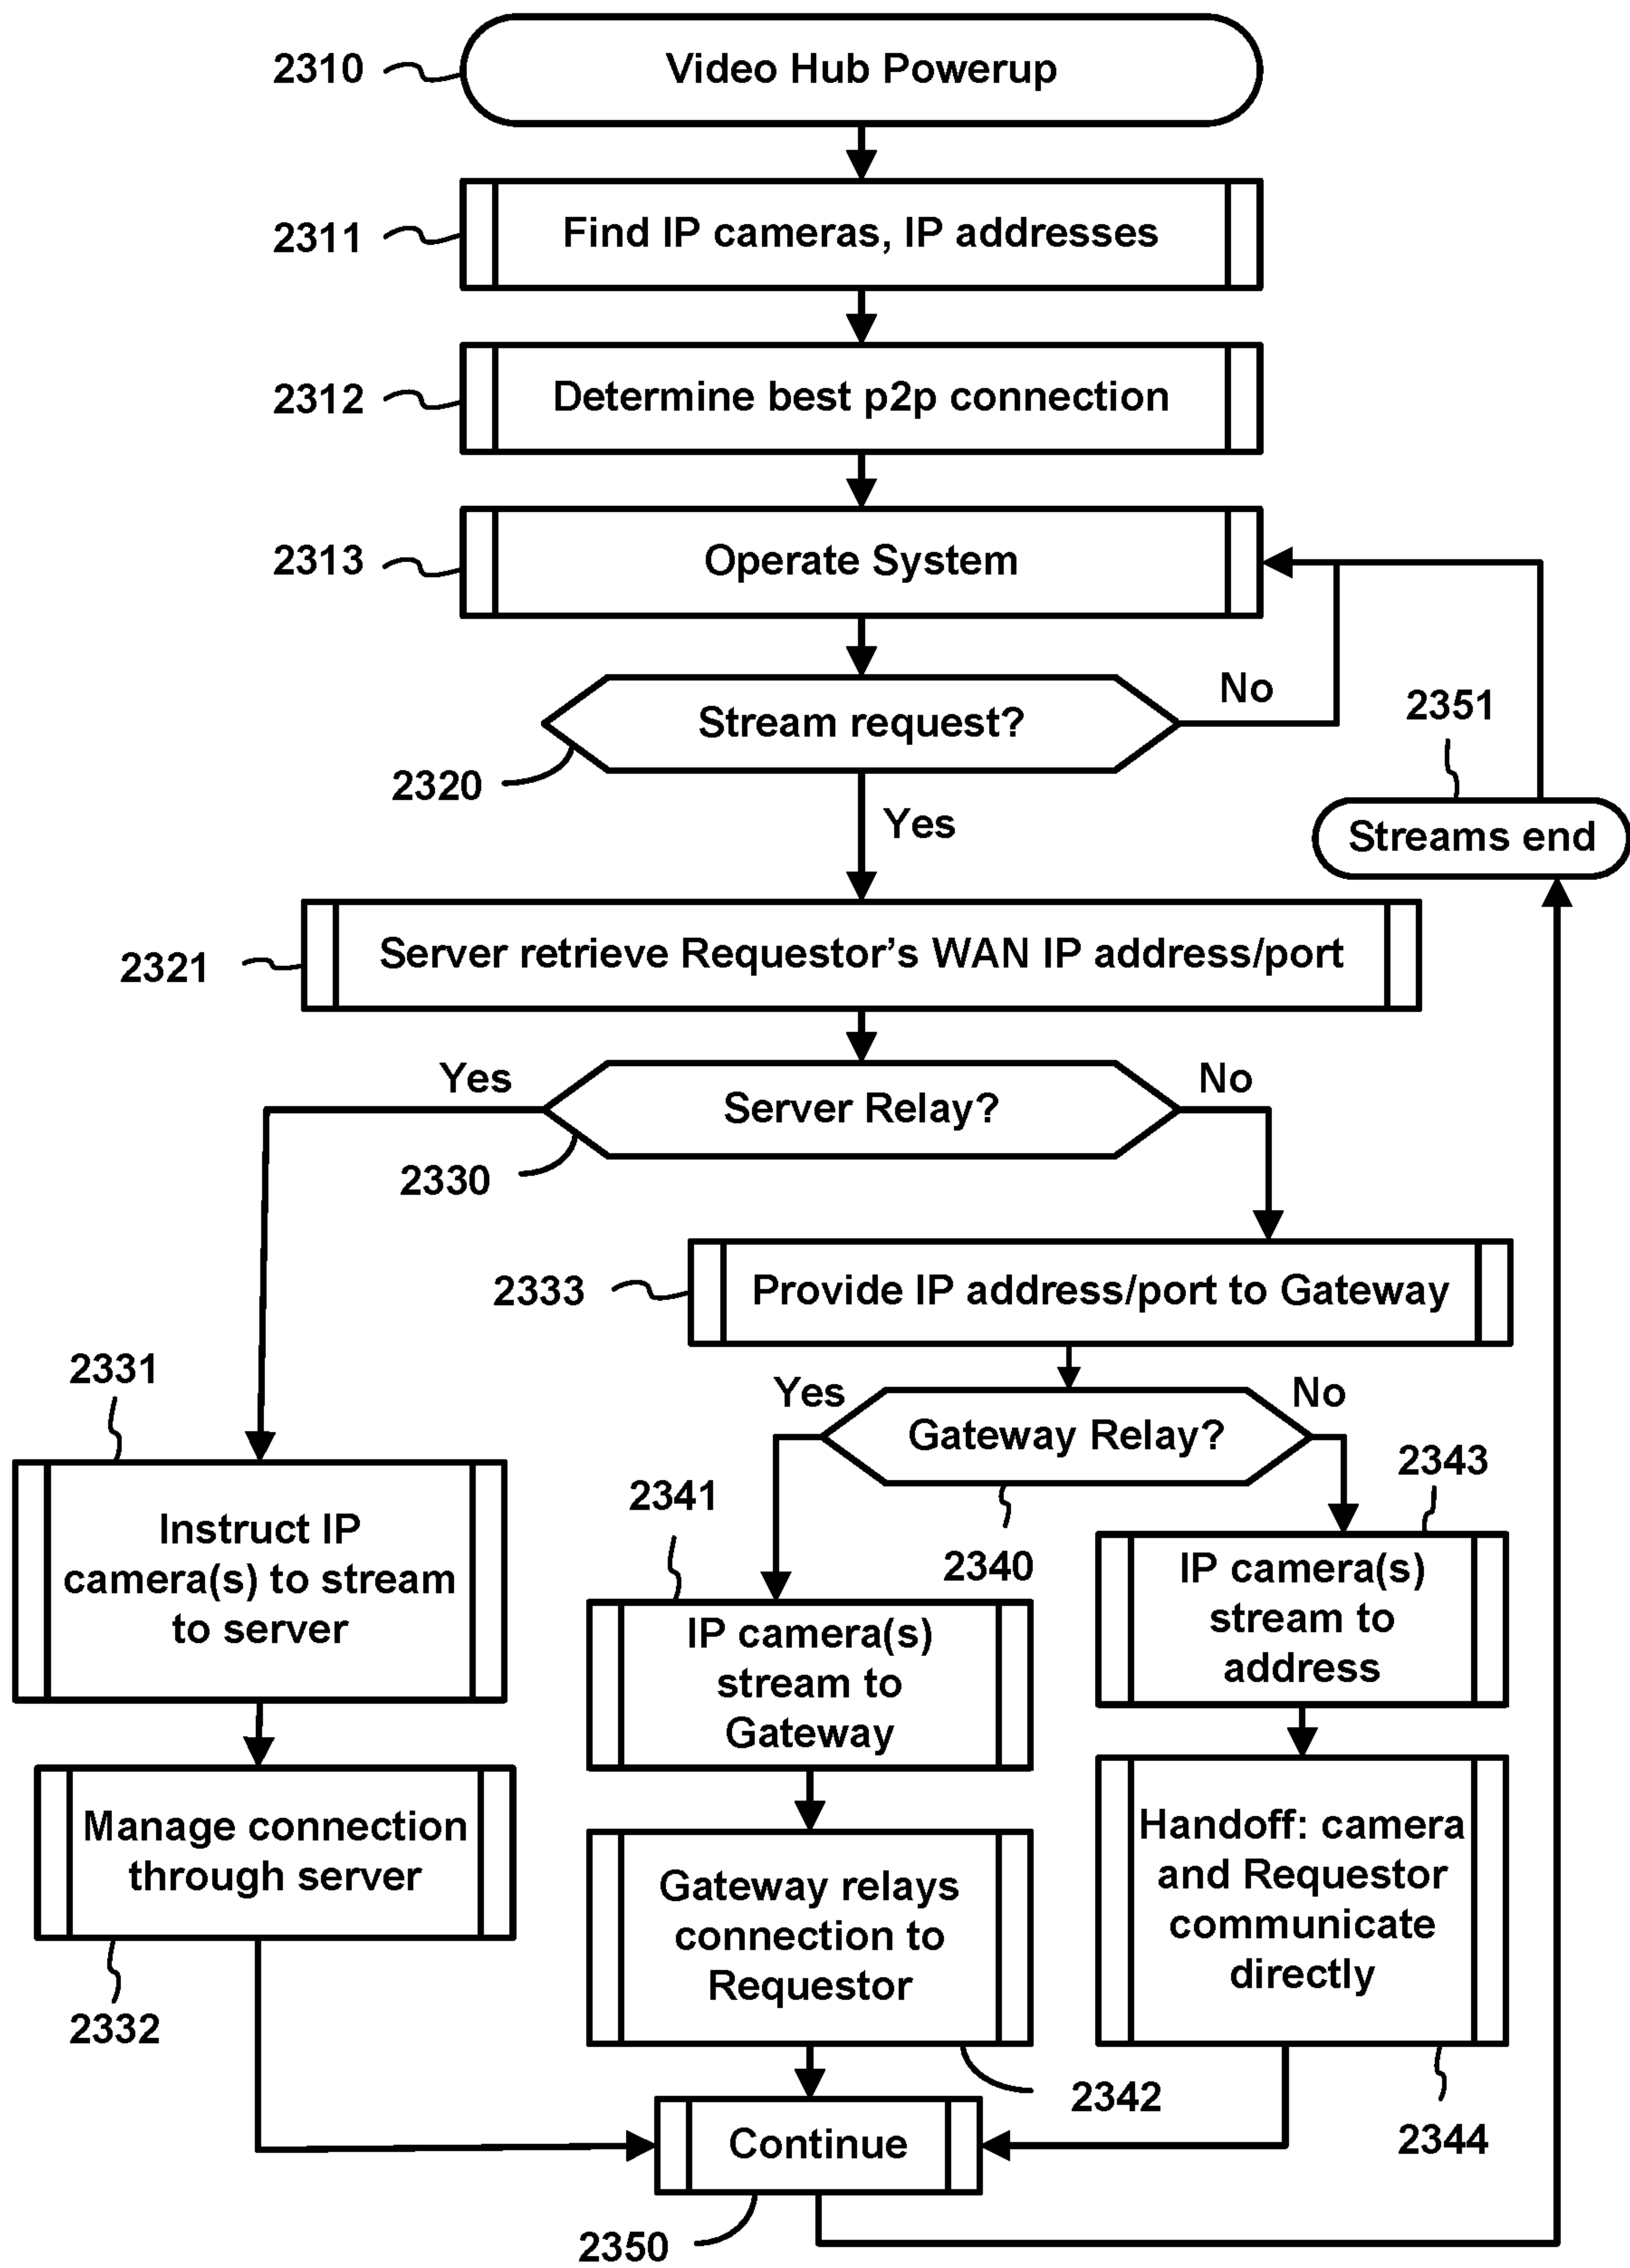 2310
Video Hub Powerup
2311
Find IP cameras, IP addresses
2312
Determine best p2p connection
2313
Operate System
Stream request?
No
2320
Yes
2351
Streams end
2321
Server retrieve Requestor's WAN IP address/port
Yes
Server Relay?
No
2330
2333
Provide IP address/port to Gateway
2331
Instruct IP
camera(s) to stream
to server
Yes
Gateway Relay?
No
2340
2341
IP camera(s)
stream to
Gateway
2343
IP camera(s)
stream to
address
Manage connection
through server
2332
Gateway relays
connection to
Requestor
2342
Handoff: camera
and Requestor
communicate
directly
2344
Continue
2350